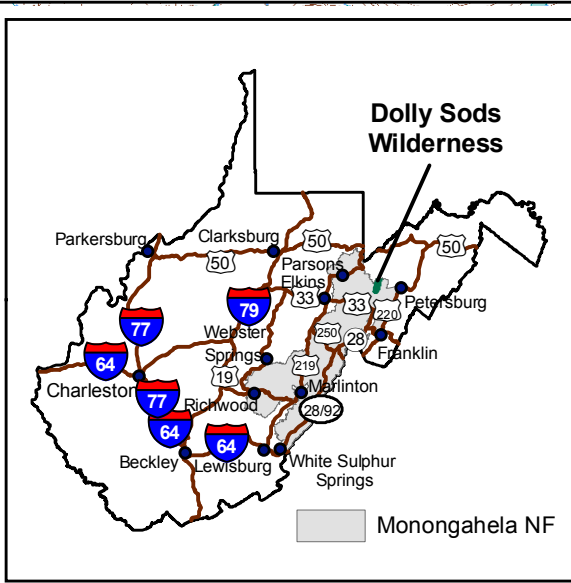 Dolly Sods
Wilderness
Parkersburg
Clarksburg
50
50
50
Parsons
Elkins
33
33
Petersburg
79
220
77
Webster
Springs
250
28
Franklin
64
19
219
Charleston
77
Richwood
Marlinton
28/92
64
64
Beckley
Lewisburg
White Sulphur
Springs
Monongahela NF